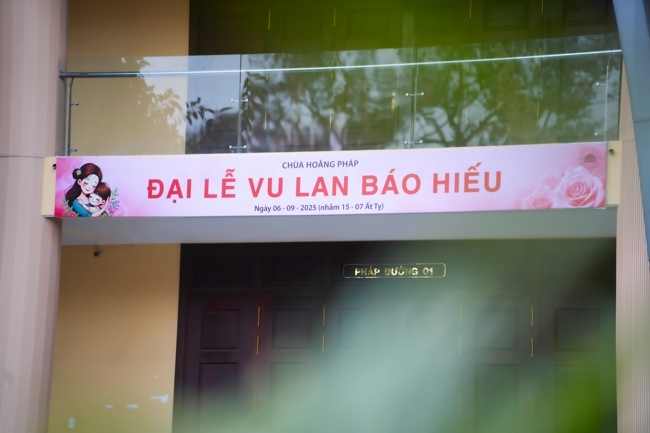 CHÙA HOẰNG PHÁP
ĐẠI LỄ VU LAN BÁO HIẾU
Ngày 06 - 09 - 2025 (nhằm 15 - 07 Ất Tỵ)
PHÁP ĐƯỜNG 01